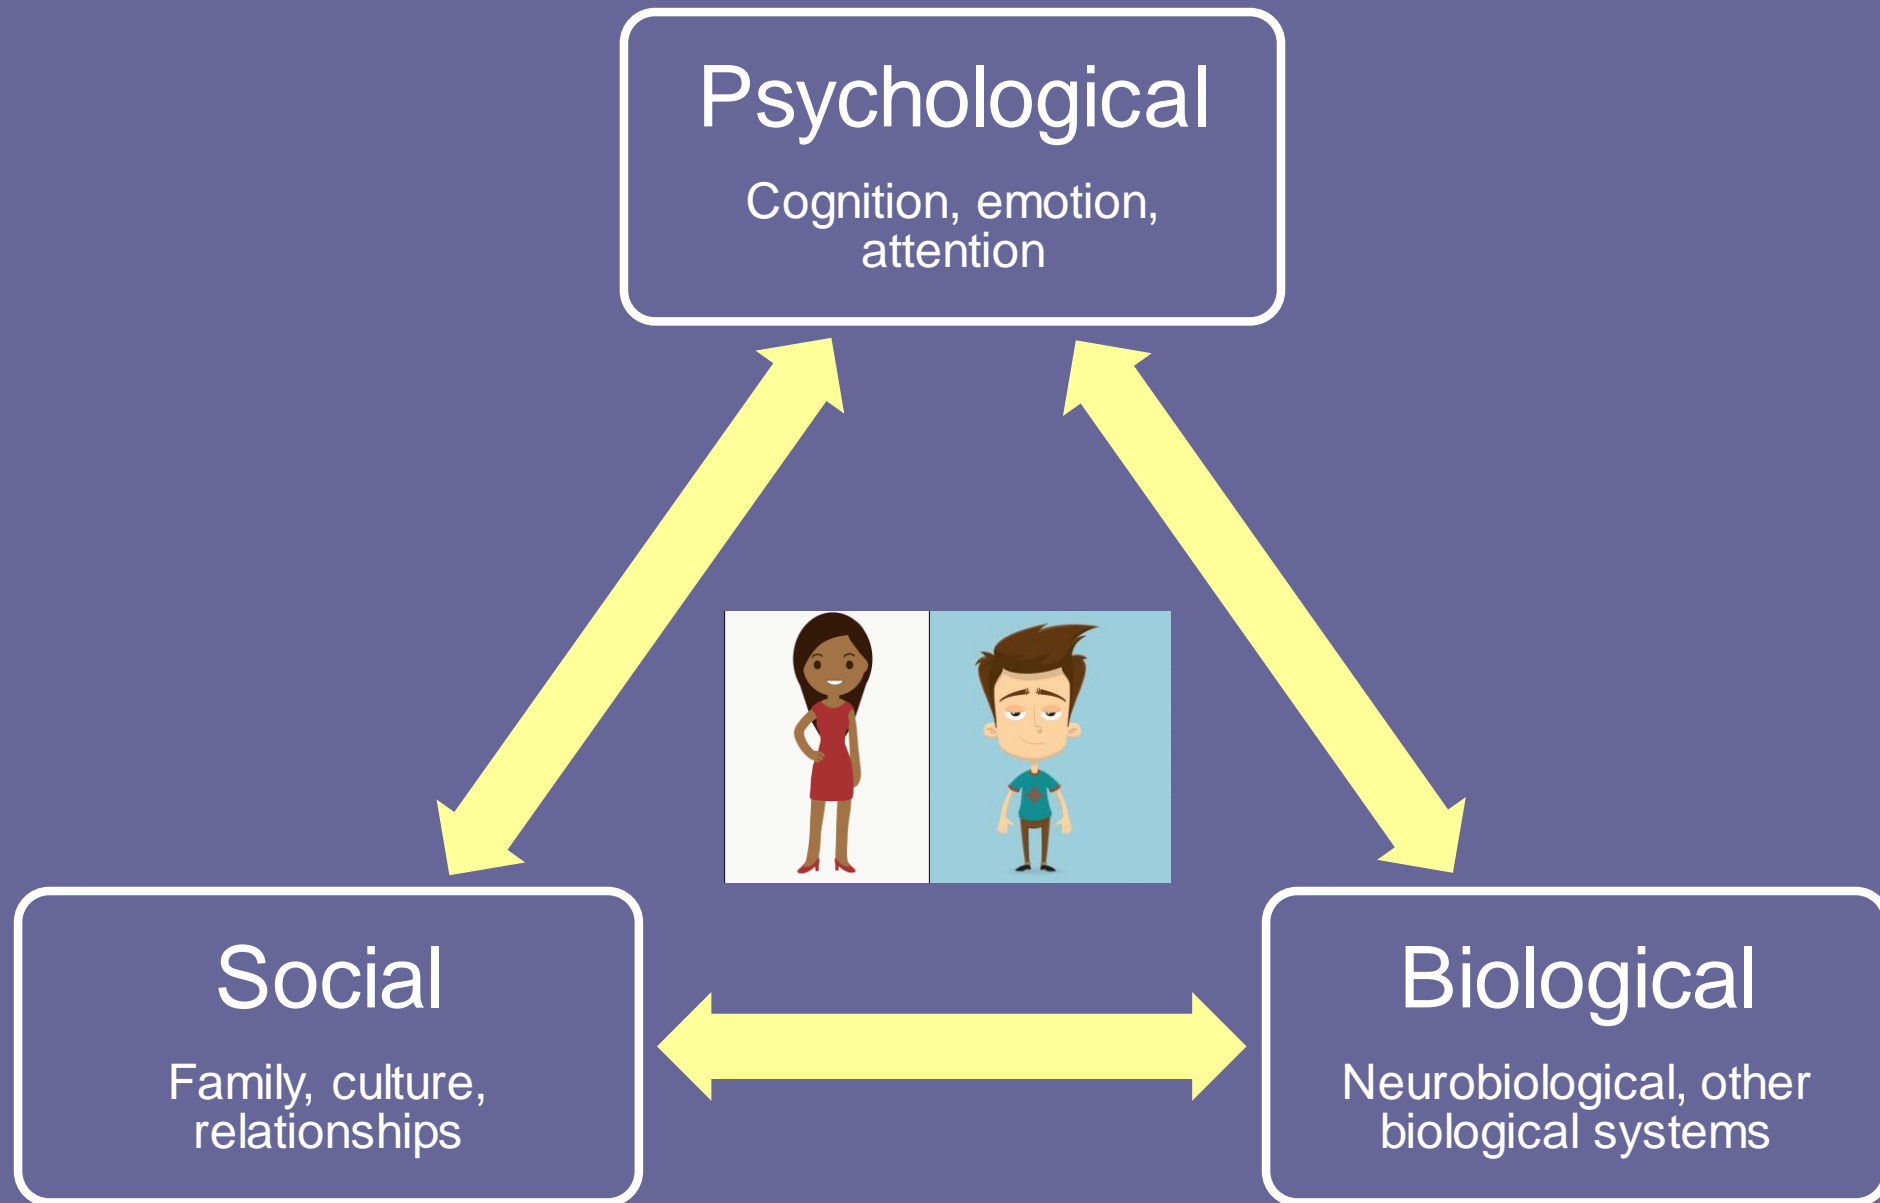 Psychological
Cognition, emotion,
attention
Social
Family, culture,
relationships
Biological
Neurobiological, other
biological systems